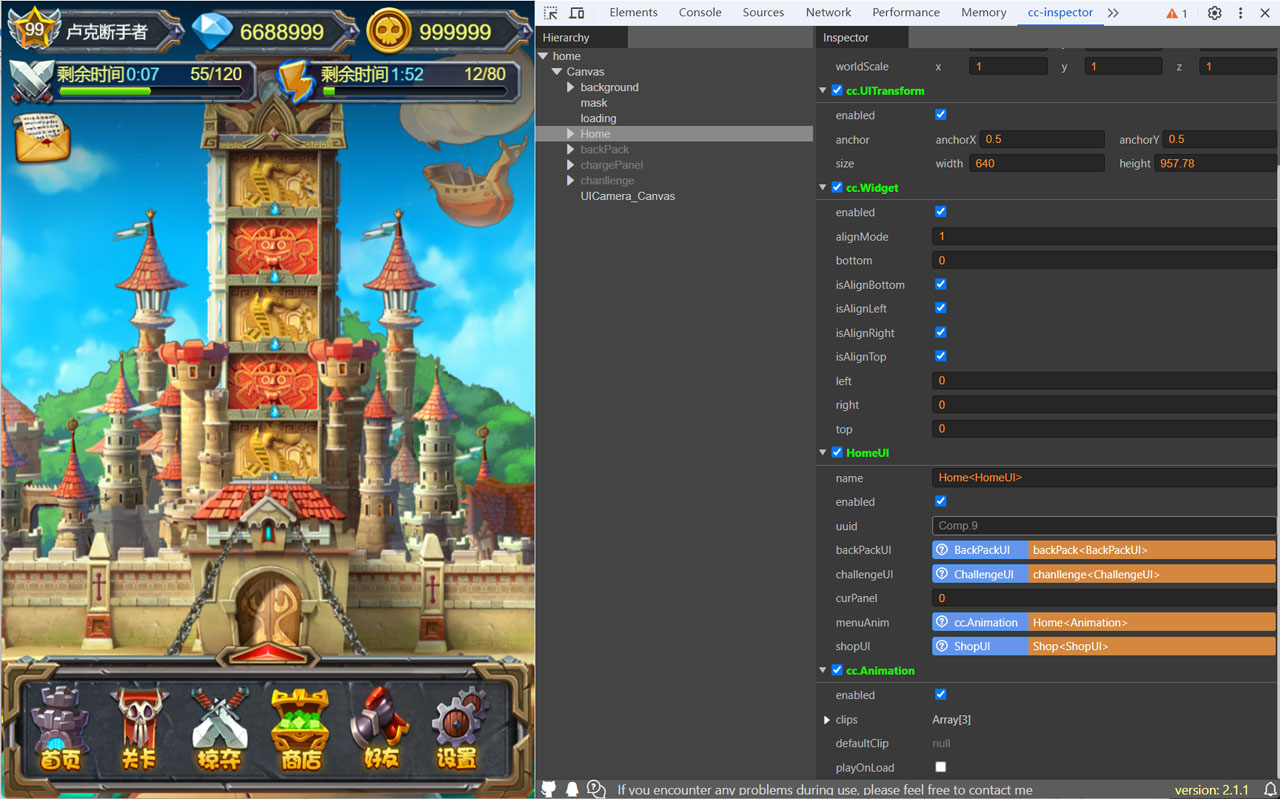 99
卢克断手者
6688999
999999
剩余时间0:07
55/120
剩余时间1:52
12/80
首页
关卡
掠夺
商店
好友
设置
Elements
Console
Sources
Network
Performance
Memory
cc-inspector
1
Hierarchy
home
Canvas
background
mask
loading
Home
backPack
chargePanel
chanllenge
UICamera_Canvas
Inspector
worldScale x 1 y 1 z 1
cc.UITransform
enabled
anchor anchorX 0.5 anchorY 0.5
size width 640 height 957.78
cc.Widget
enabled
alignMode 1
bottom 0
isAlignBottom
isAlignLeft
isAlignRight
isAlignTop
left 0
right 0
top 0
HomeUI
name Home<HomeUI>
enabled
uuid Comp.9
backPackUI BackPackUI backPack<BackPackUI>
challengeUI ChallengeUI chanllenge<ChallengeUI>
curPanel 0
menuAnim cc.Animation Home<Animation>
shopUI ShopUI Shop<ShopUI>
cc.Animation
enabled
clips Array[3]
defaultClip null
playOnLoad
If you encounter any problems during use, please feel free to contact me
version: 2.1.1